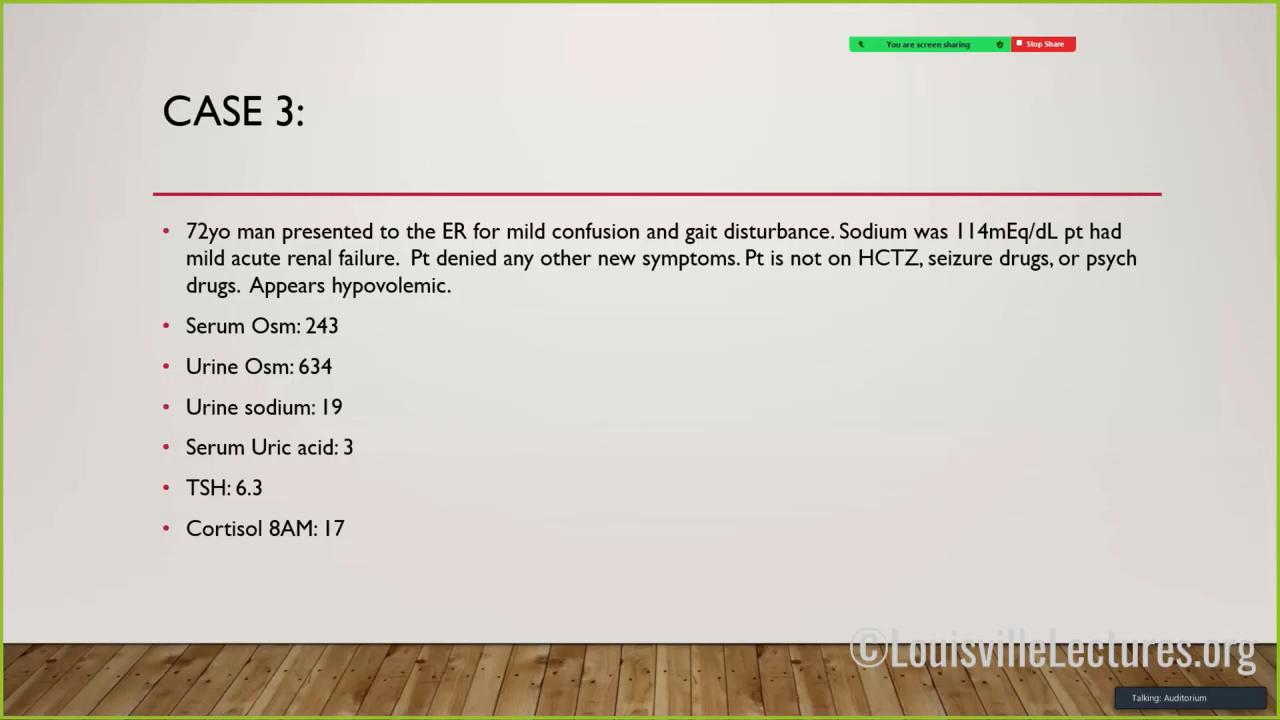 You are screen sharing
Stop Share
CASE 3:
• 72yo man presented to the ER for mild confusion and gait disturbance. Sodium was 114mEq/dL pt had
mild acute renal failure.  Pt denied any other new symptoms. Pt is not on HCTZ, seizure drugs, or psych
drugs.  Appears hypovolemic.
• Serum Osm: 243
• Urine Osm: 634
• Urine sodium: 19
• Serum Uric acid: 3
• TSH: 6.3
• Cortisol 8AM: 17
©LouisvilleLectures.org
Talking: Auditorium